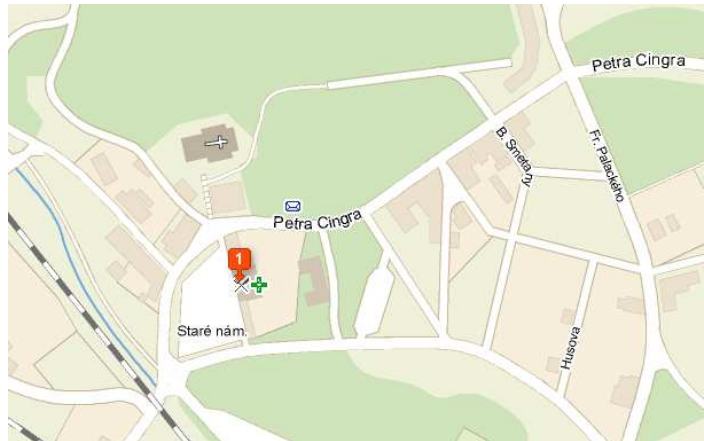 Petra Cingra
B. Smetany
Fr. Palackého
Petra Cingra
1
Staré nám.
Husova